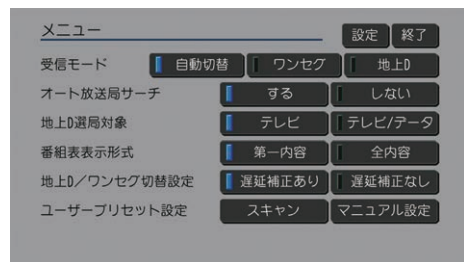 メニュー 設定 終了
受信モード 自動切替 ワンセグ 地上D
オート放送局サーチ する しない
地上D選局対象 テレビ テレビ/データ
番組表表示形式 第一内容 全内容
地上D/ワンセグ切替設定 遅延補正あり 遅延補正なし
ユーザープリセット設定 スキャン マニュアル設定